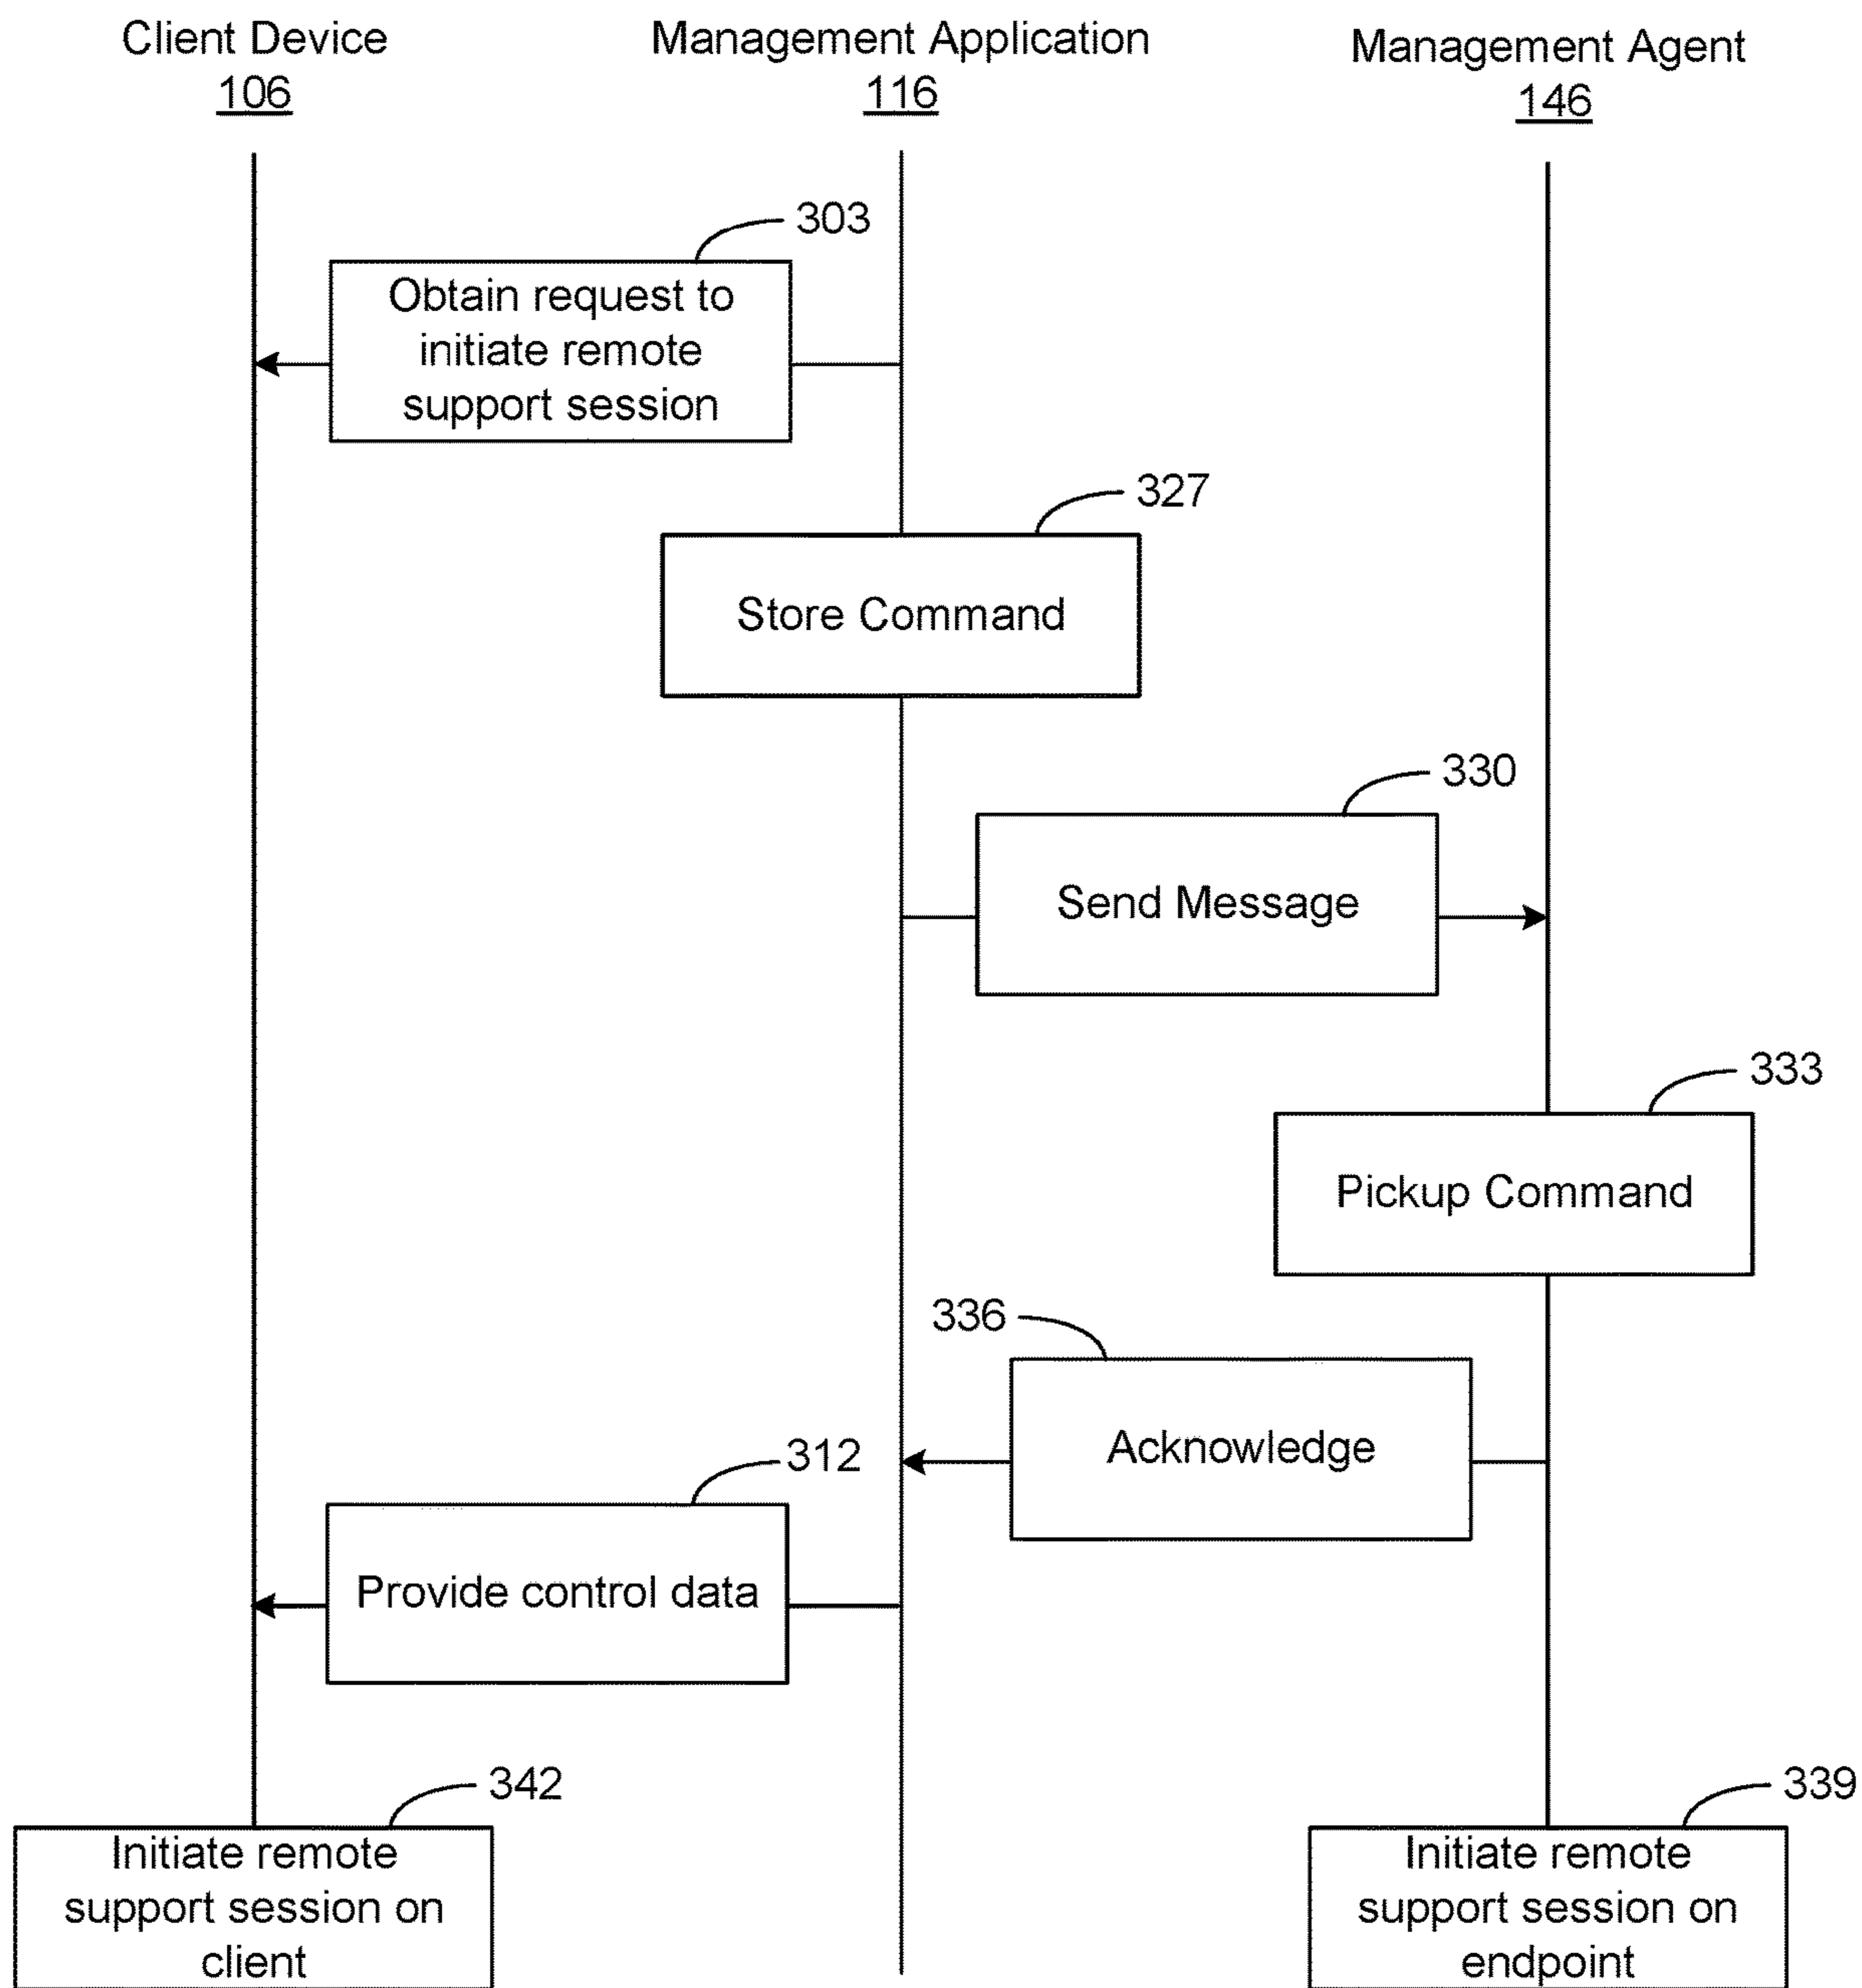 Client Device
106
Management Application
116
Management Agent
146
303
Obtain request to
initiate remote
support session
327
Store Command
330
Send Message
333
Pickup Command
336
Acknowledge
312
Provide control data
342
Initiate remote
support session on
client
339
Initiate remote
support session on
endpoint